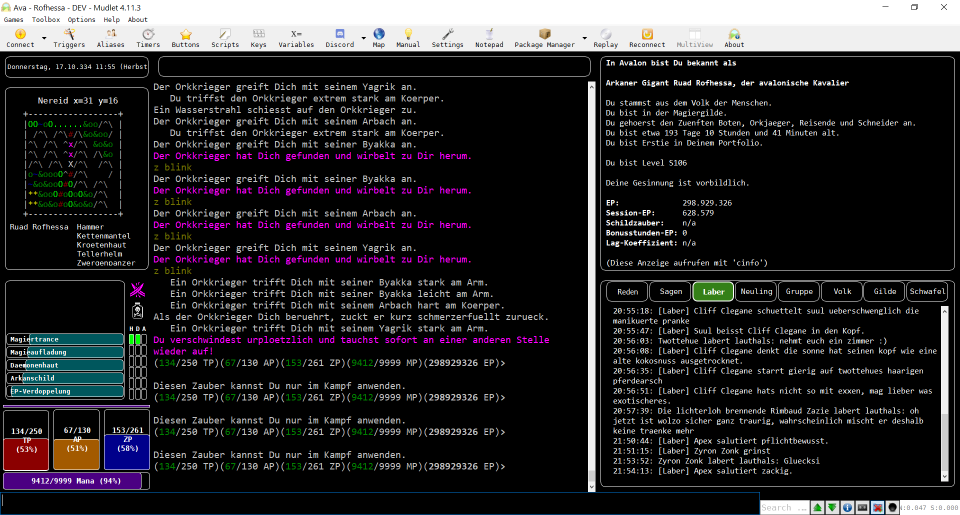 Ava - Rofhessa - DEV - Mudlet 4.11.3
Games Toolbox Options Help About
Connect Triggers Aliases Timers Buttons Scripts Keys Variables Discord Map Manual Settings Notepad Package Manager Replay Reconnect MultiView About
Donnerstag, 17.10.334 11:55 (Herbst
Nereid x=31 y=16
Ruad Rofhessa Hammer
Kettenmantel
Kroetenhaut
Tellerhelm
Zwergenpanzer
H D A
Magiertrance
Magieaufladung
Daemonenhaut
Arkanschild
EP-Verdoppelung
134/250
TP
(53%)
67/130
AP
(51%)
153/261
ZP
(58%)
9412/9999 Mana (94%)
Der Orkkrieger greift Dich mit seinem Yagrik an.
Du triffst den Orkkrieger extrem stark am Koerper.
Ein Wasserstrahl schiesst auf den Orkkrieger zu.
Der Orkkrieger greift Dich mit seinem Arbach an.
Du triffst den Orkkrieger extrem stark am Koerper.
Der Orkkrieger greift Dich mit seiner Byakka an.
Der Orkkrieger hat Dich gefunden und wirbelt zu Dir herum.
z blink
Der Orkkrieger greift Dich mit seiner Byakka an.
Der Orkkrieger hat Dich gefunden und wirbelt zu Dir herum.
z blink
Der Orkkrieger greift Dich mit seinem Arbach an.
Der Orkkrieger hat Dich gefunden und wirbelt zu Dir herum.
z blink
Der Orkkrieger greift Dich mit seinem Yagrik an.
Der Orkkrieger hat Dich gefunden und wirbelt zu Dir herum.
z blink
Ein Orkkrieger trifft Dich mit seiner Byakka stark am Arm.
Ein Orkkrieger trifft Dich mit seiner Byakka leicht am Arm.
Ein Orkkrieger trifft Dich mit seinem Arbach hart am Koerper.
Als der Orkkrieger Dich beruehrt, zuckt er kurz schmerzerfuellt zurueck.
Ein Orkkrieger trifft Dich mit seinem Yagrik stark am Arm.
Du verschwindest urploetzlich und tauchst sofort an einer anderen Stelle
wieder auf!
(134/250 TP)(67/130 AP)(153/261 ZP)(9412/9999 MP)(298929326 EP)>
Diesen Zauber kannst Du nur im Kampf anwenden.
(134/250 TP)(67/130 AP)(153/261 ZP)(9412/9999 MP)(298929326 EP)>
Diesen Zauber kannst Du nur im Kampf anwenden.
(134/250 TP)(67/130 AP)(153/261 ZP)(9412/9999 MP)(298929326 EP)>
Diesen Zauber kannst Du nur im Kampf anwenden.
(134/250 TP)(67/130 AP)(153/261 ZP)(9412/9999 MP)(298929326 EP)>
In Avalon bist Du bekannt als
Arkaner Gigant Ruad Rofhessa, der avalonische Kavalier
Du stammst aus dem Volk der Menschen.
Du bist in der Magiergilde.
Du gehoerst den Zuenften Boten, Orkjaeger, Reisende und Schneider an.
Du bist etwa 193 Tage 10 Stunden und 41 Minuten alt.
Du bist Erstie in Deinem Portfolio.
Du bist Level S106
Deine Gesinnung ist vorbildlich.
EP: 298.929.326
Session-EP: 628.579
Schildzauber: n/a
Bonusstunden-EP: 0
Lag-Koeffizient: n/a
(Diese Anzeige aufrufen mit 'cinfo')
Reden Sagen Laber Neuling Gruppe Volk Gilde Schwafel
20:55:18: [Laber] Cliff Clegane schuettelt suul ueberschwenglich die
manikuerte pranke
20:55:47: [Laber] Suul beisst Cliff Clegane in den Kopf.
20:56:03: Twottehue labert lauthals: nehmt euch ein zimmer :)
20:56:08: [Laber] Cliff Clegane denkt die sonne hat seinen kopf wie eine
alte kokosnuss ausgetrocknet.
20:56:35: [Laber] Cliff Clegane starrt gierig auf twottehues haarigen
pferdearsch
20:56:51: [Laber] Cliff Clegane hats nicht so mit exxen, mag lieber was
exotischeres.
20:57:39: Die lichterloh brennende Rimbaud Zazie labert lauthals: oh
jetzt ist wolzo sicher ganz traurig, wahrscheinlich mischt er deshalb
keine traenke mehr
21:50:44: [Laber] Apex salutiert pflichtbewusst.
21:51:15: [Laber] Zyron Zonk grinst
21:53:52: Zyron Zonk labert lauthals: Gluecksi
21:54:13: [Laber] Apex salutiert zackig.
Search ...
N:0.047 S:0.000